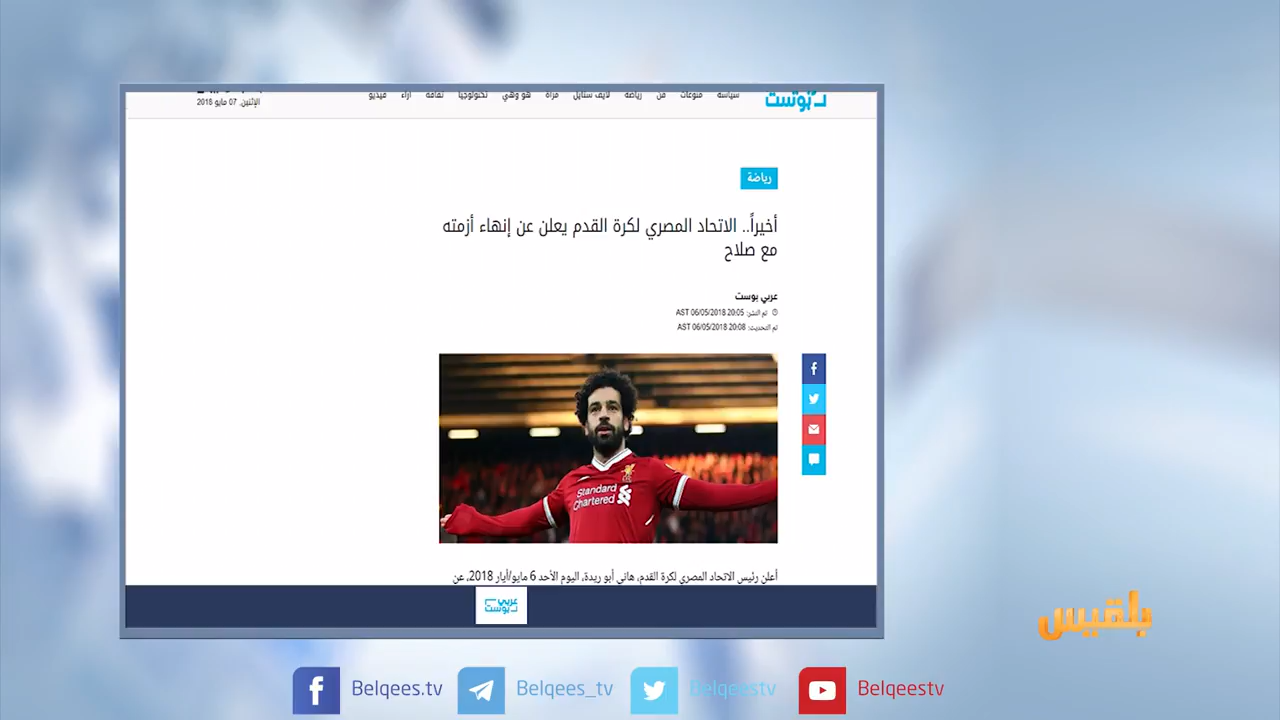 بوست
سياسة منوعات فن رياضة لايف ستايل مرأة هو وهي تكنولوجيا ثقافة آراء فيديو
الإثنين, 07 مايو 2018
رياضة
أخيراً.. الاتحاد المصري لكرة القدم يعلن عن إنهاء أزمته
مع صلاح
عربي بوست
تم النشر: 20:05 06/05/2018 AST
تم التحديث: 20:08 06/05/2018 AST
Standard
Chartered
أعلن رئيس الاتحاد المصري لكرة القدم، هاني أبو ريدة، اليوم الأحد 6 مايو/أيار 2018، عن
عربي
بوست
بلقيس
Belqees.tv
Belqees_tv
Belqeestv
Belqeestv